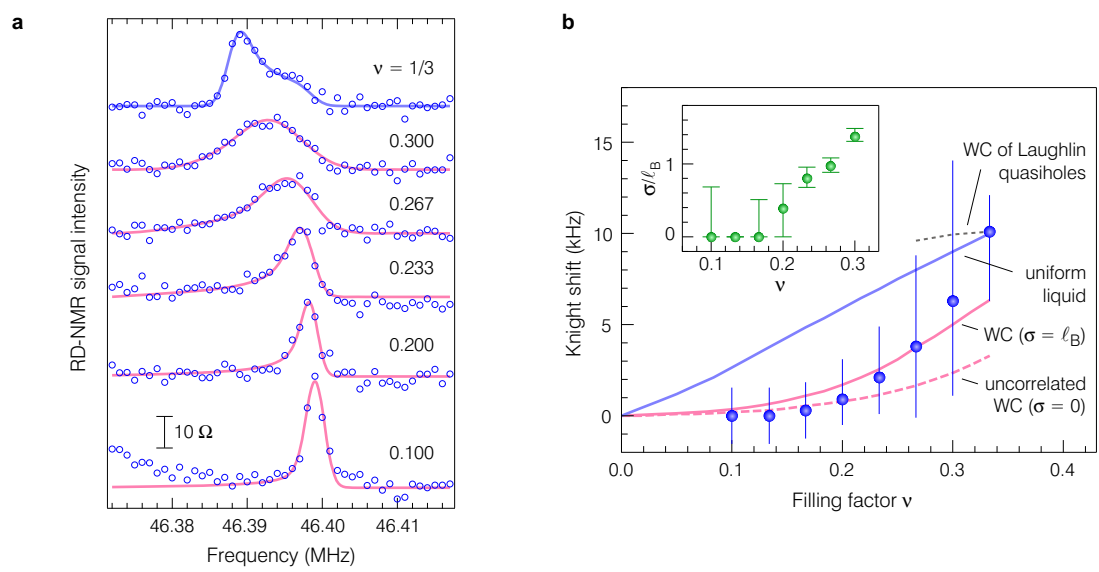 a
RD-NMR signal intensity
ν = 1/3
0.300
0.267
0.233
0.200
0.100
10 Ω
46.38
46.39
46.40
46.41
Frequency (MHz)
b
Knight shift (kHz)
15
10
5
0
0.0
0.1
0.2
0.3
0.4
Filling factor ν
σ/ℓB
1
0
0.1
0.2
0.3
ν
WC of Laughlin
quasiholes
uniform
liquid
WC (σ = ℓB)
uncorrelated
WC (σ = 0)